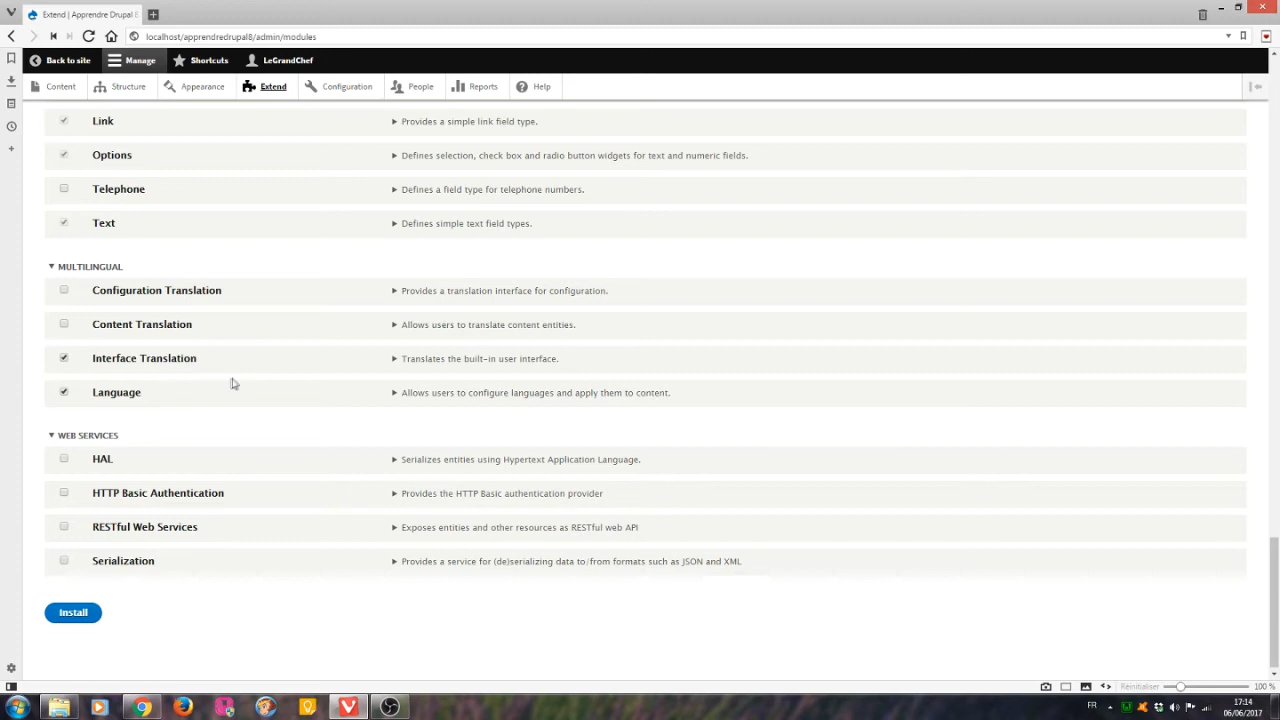 Extend | Apprendre Drupal 8
localhost/apprendredrupal8/admin/modules
Back to site Manage Shortcuts LeGrandChef
Content Structure Appearance Extend Configuration People Reports Help
Link Provides a simple link field type.
Options Defines selection, check box and radio button widgets for text and numeric fields.
Telephone Defines a field type for telephone numbers.
Text Defines simple text field types.
MULTILINGUAL
Configuration Translation Provides a translation interface for configuration.
Content Translation Allows users to translate content entities.
Interface Translation Translates the built-in user interface.
Language Allows users to configure languages and apply them to content.
WEB SERVICES
HAL Serializes entities using Hypertext Application Language.
HTTP Basic Authentication Provides the HTTP Basic authentication provider
RESTful Web Services Exposes entities and other resources as RESTful web API
Serialization Provides a service for (de)serializing data to/from formats such as JSON and XML
Install
Réinitialiser 100 %
FR 17:14
06/06/2017